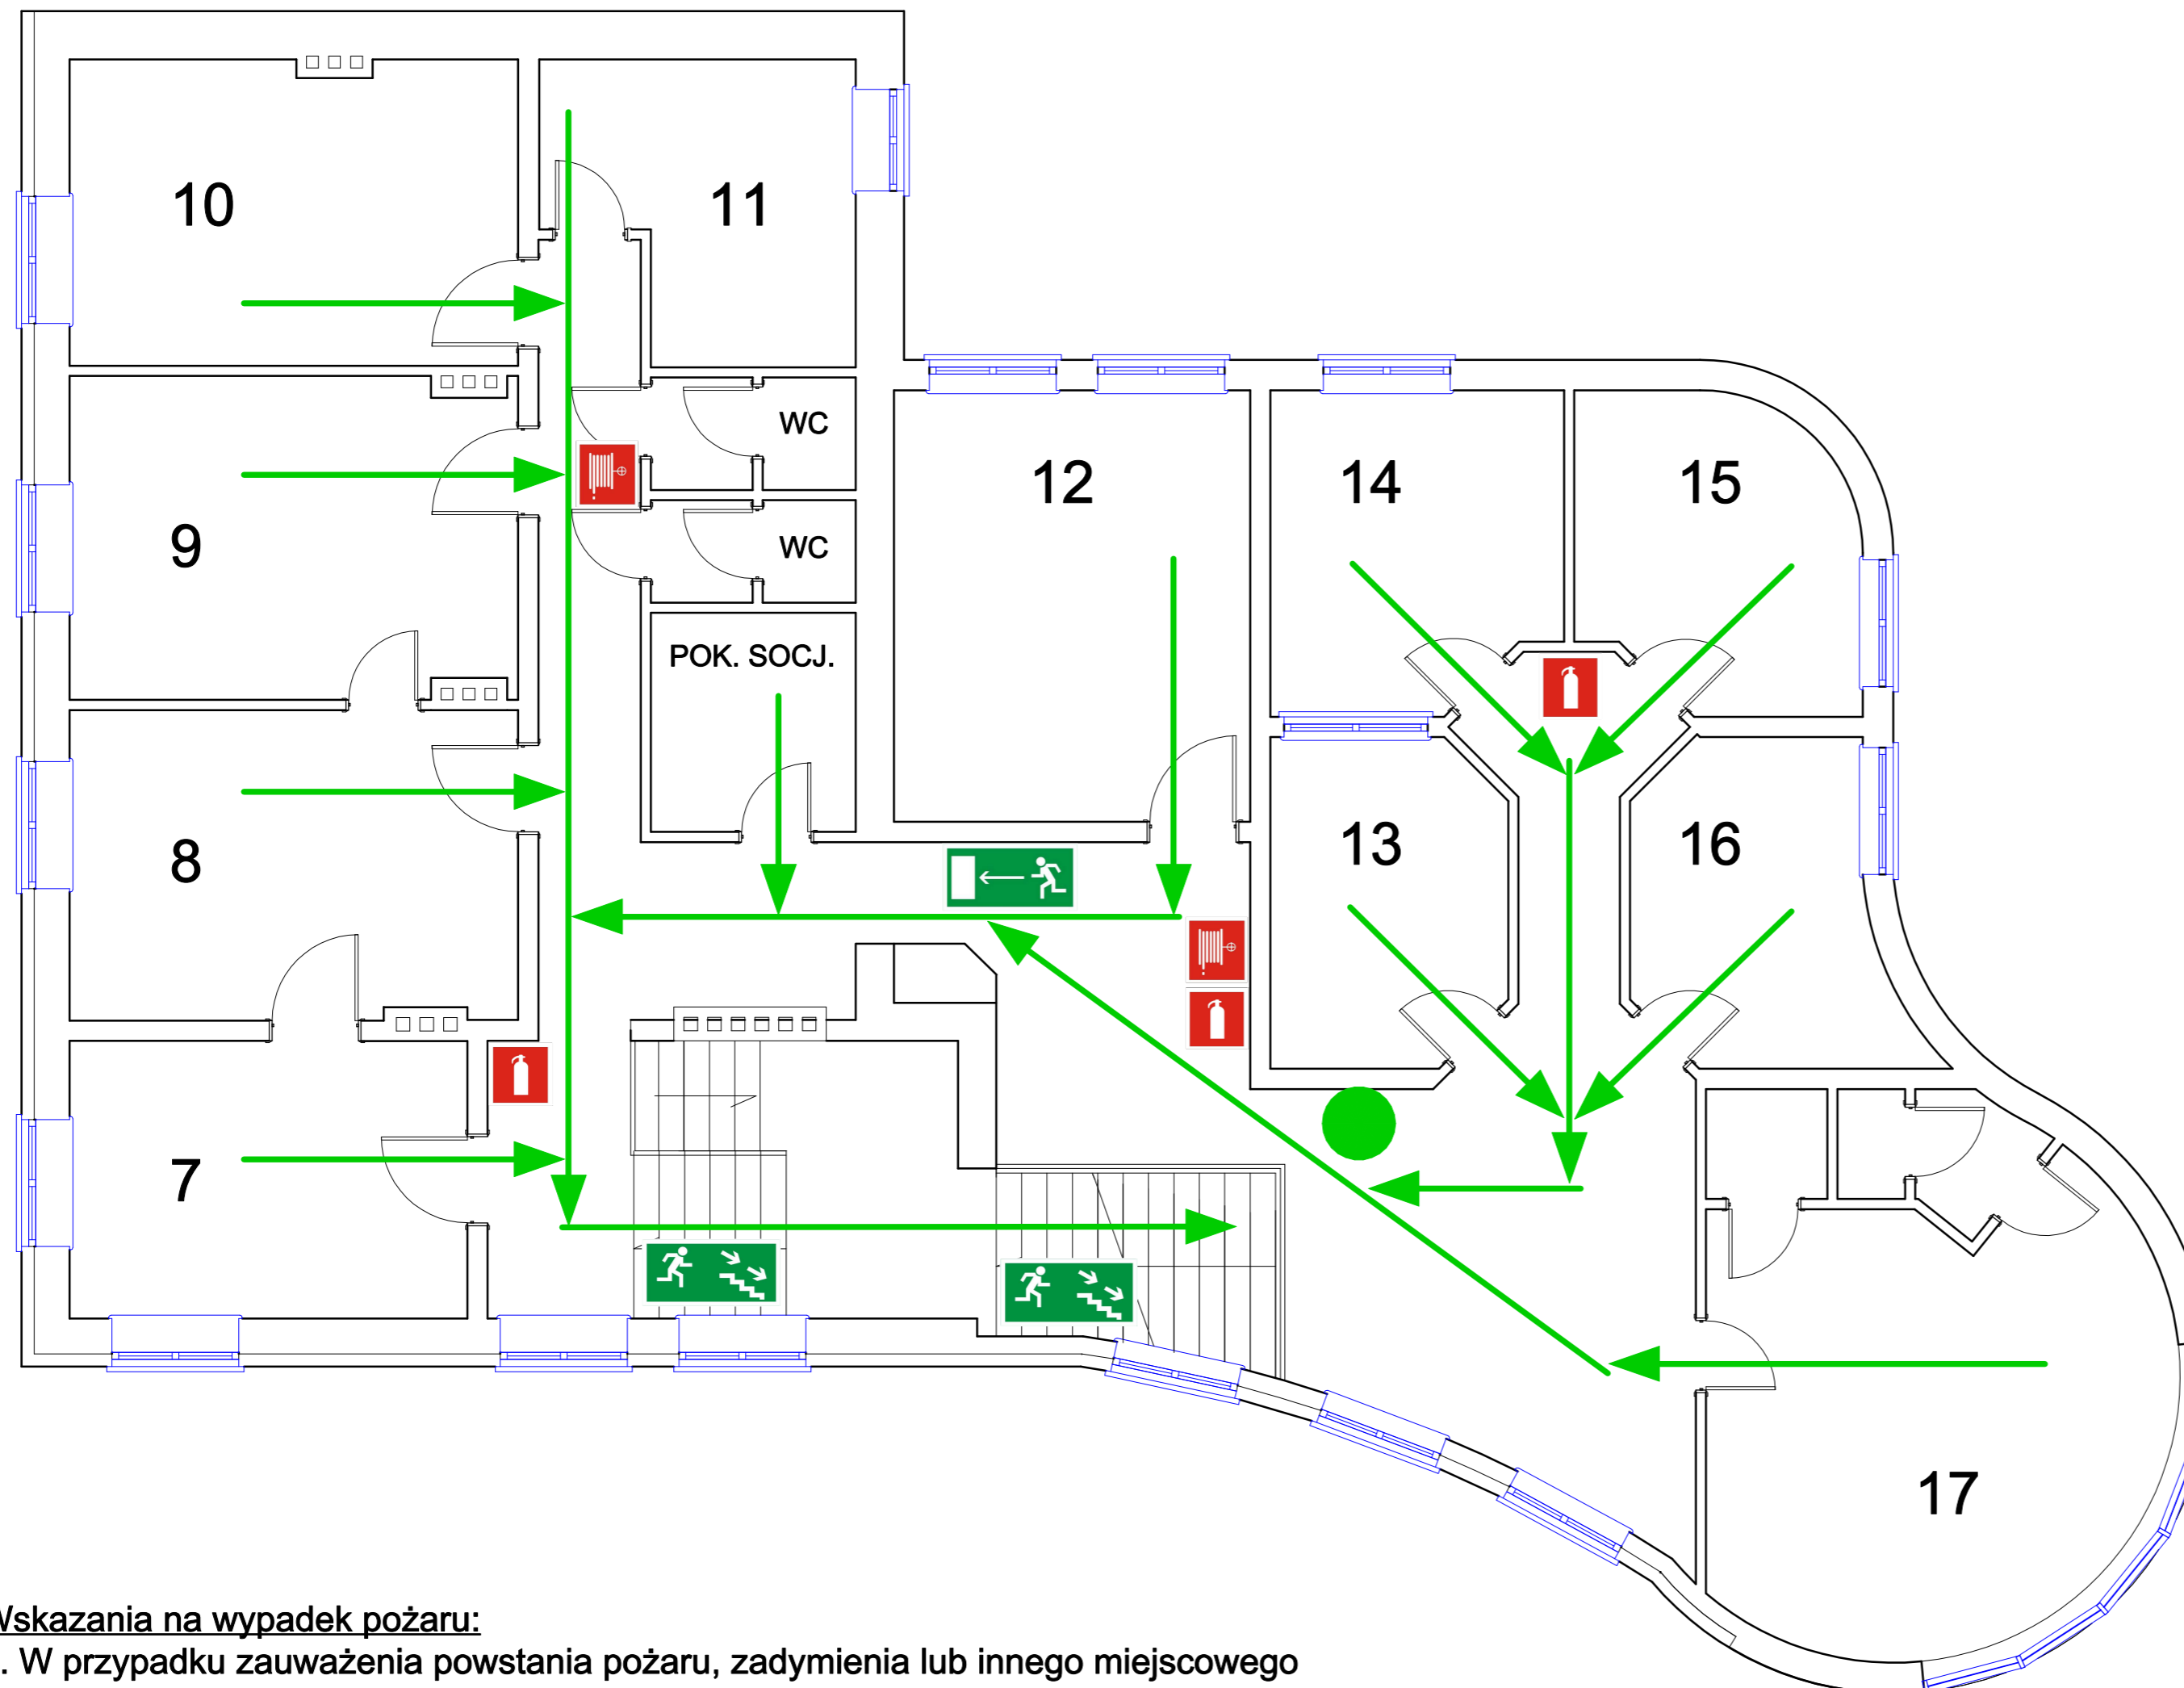 10
11
WC
12
14
15
9
WC
POK. SOCJ.
8
13
16
7
17
Wskazania na wypadek pożaru:
. W przypadku zauważenia powstania pożaru, zadymienia lub innego miejscowego